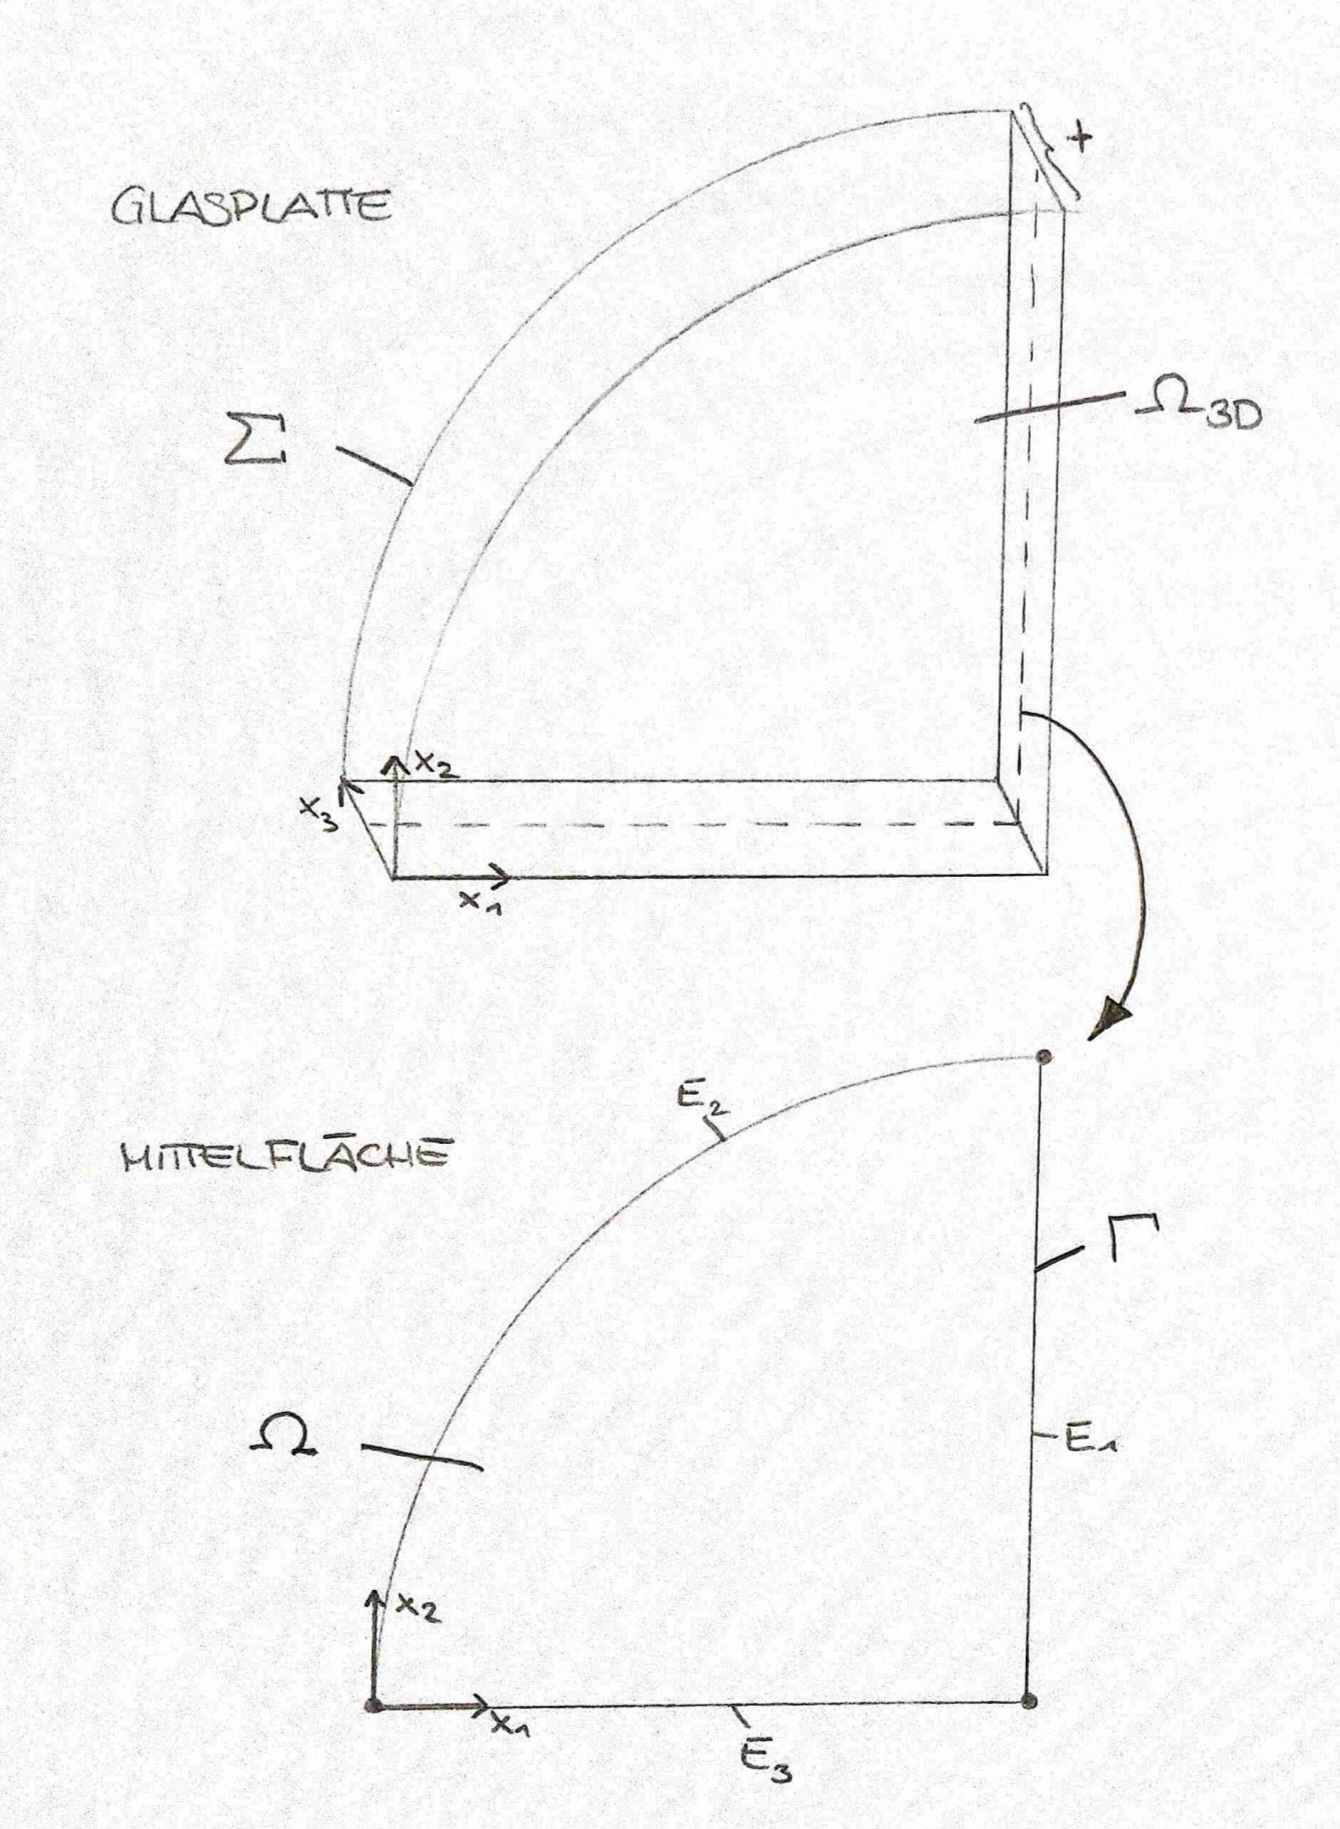 +
GLASPLATTE
Ω3D
Σ
x2
x3
x1
E2
MITTELFLÄCHE
Γ
Ω
E1
x2
x1
E3